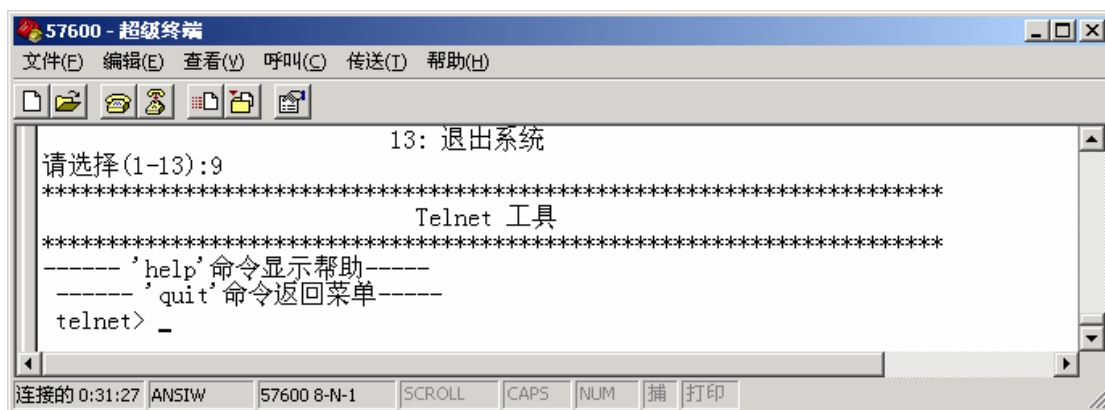 57600 - 超级终端
文件(F) 编辑(E) 查看(V) 呼叫(C) 传送(T) 帮助(H)
13: 退出系统
请选择(1-13):9
**********************************************************************
Telnet 工具
**********************************************************************
------ 'help'命令显示帮助-----
------ 'quit'命令返回菜单-----
telnet> _
连接的 0:31:27 ANSIW 57600 8-N-1 SCROLL CAPS NUM 捕 打印